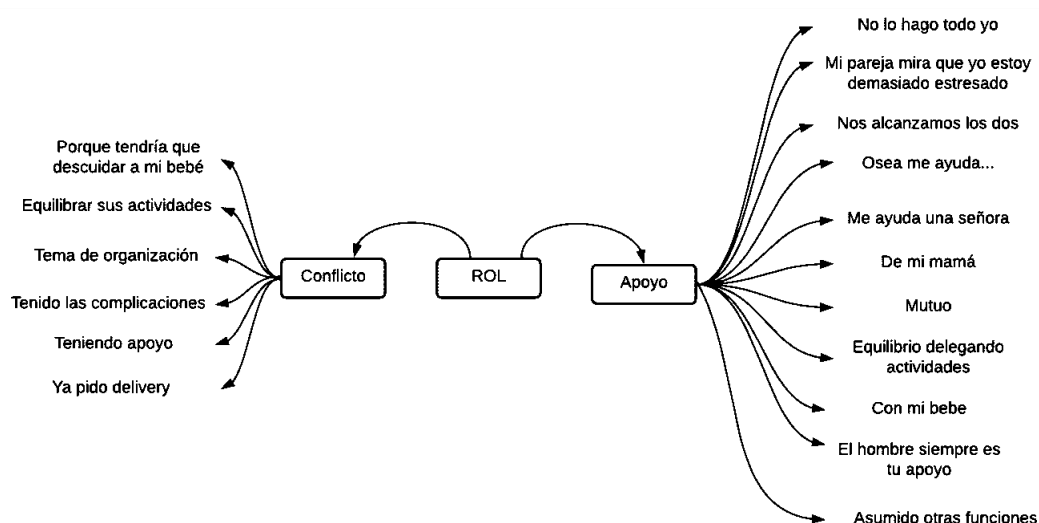 Porque tendría que
descuidar a mi bebé
Equilibrar sus actividades
Tema de organización
Tenido las complicaciones
Teniendo apoyo
Ya pido delivery
Conflicto
ROL
Apoyo
No lo hago todo yo
Mi pareja mira que yo estoy
demasiado estresado
Nos alcanzamos los dos
Osea me ayuda...
Me ayuda una señora
De mi mamá
Mutuo
Equilibrio delegando
actividades
Con mi bebe
El hombre siempre es
tu apoyo
Asumido otras funciones